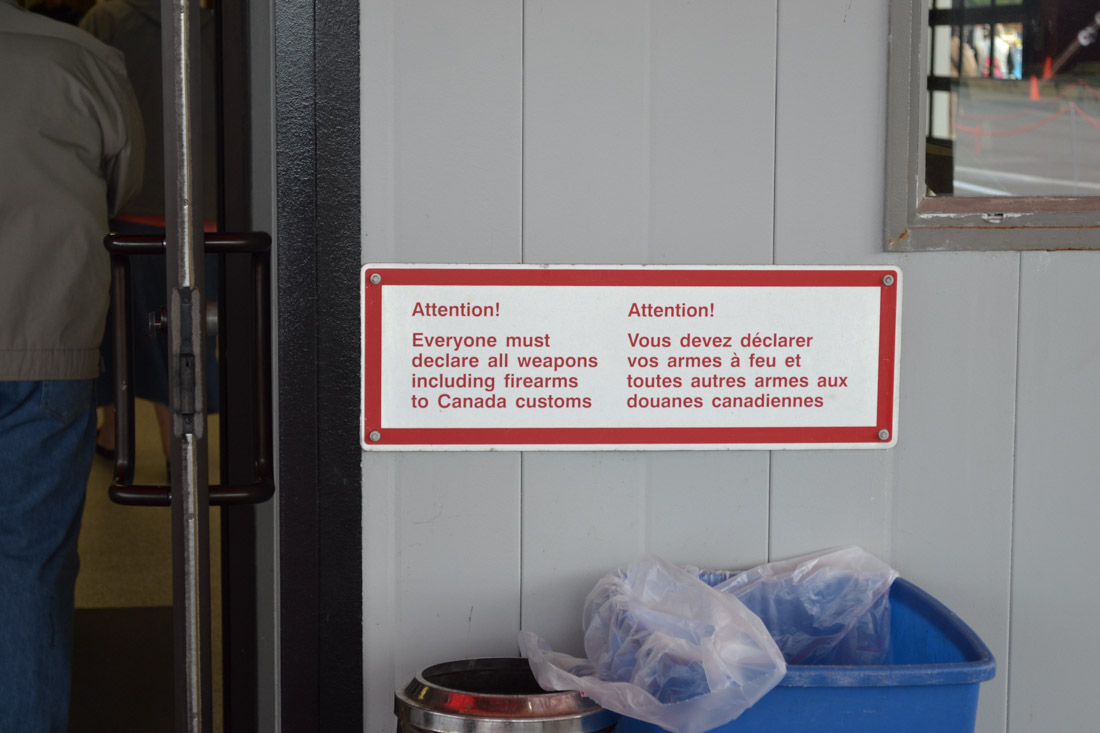 Attention!
Everyone must
declare all weapons
including firearms
to Canada customs
Attention!
Vous devez déclarer
vos armes à feu et
toutes autres armes aux
douanes canadiennes